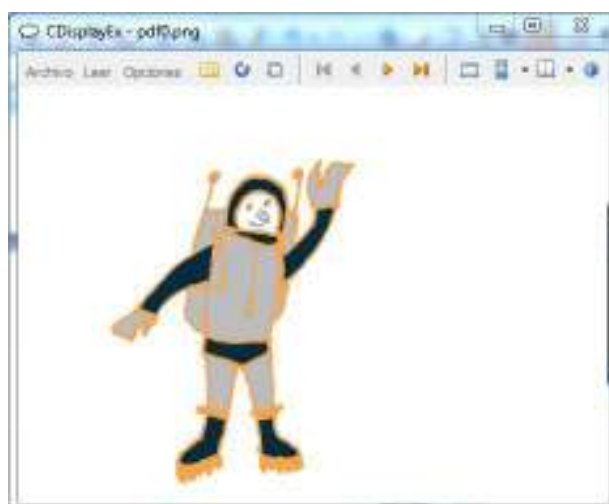 CDisplayEx - pdf0.png
Archivo Leer Opciones